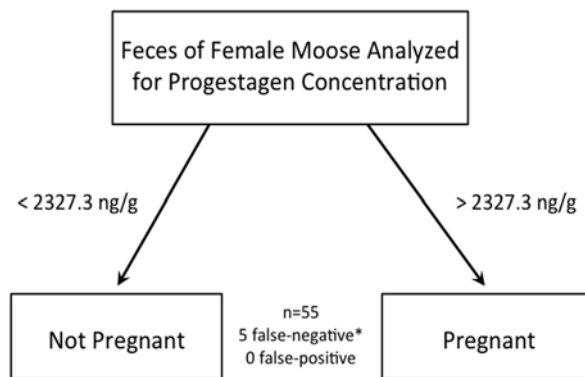 Feces of Female Moose Analyzed
for Progestagen Concentration
< 2327.3 ng/g
> 2327.3 ng/g
Not Pregnant
n=55
5 false-negative*
0 false-positive
Pregnant